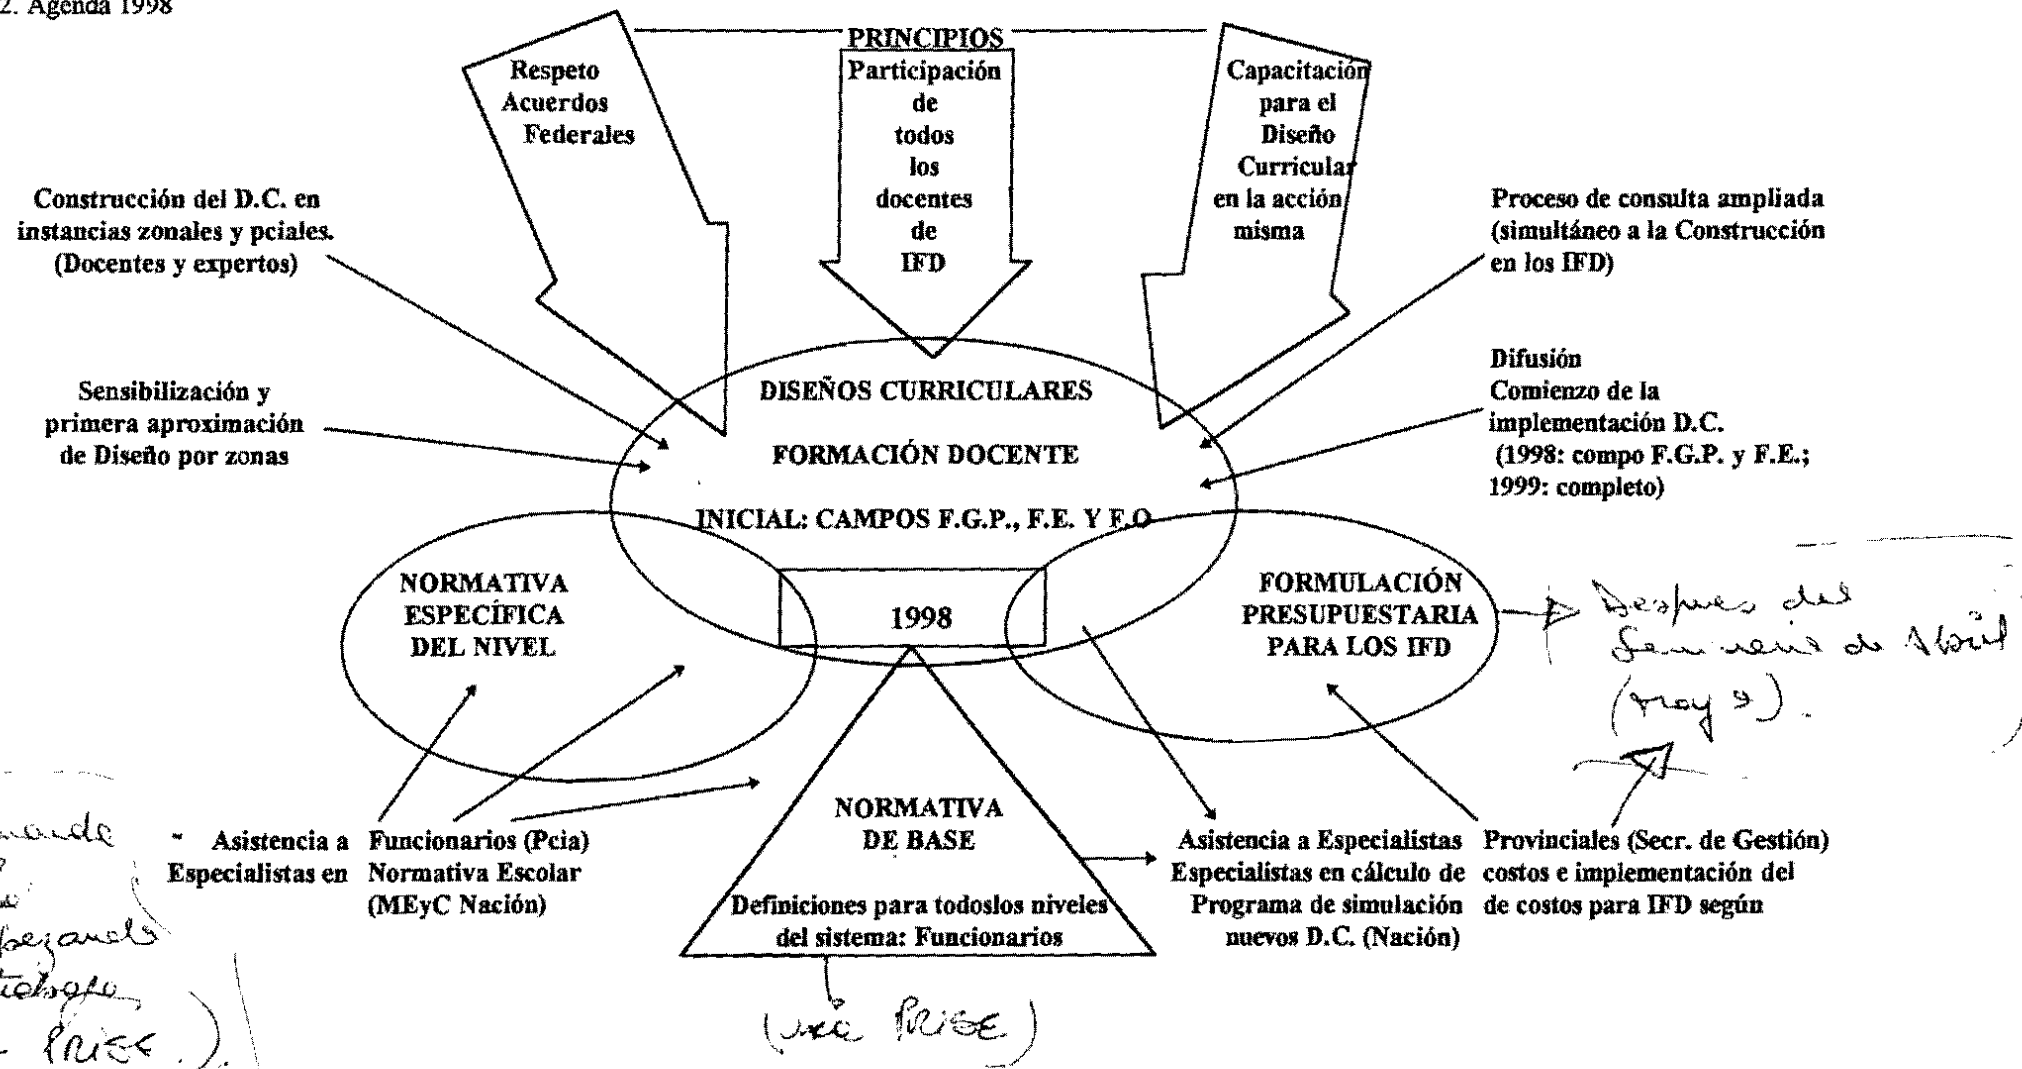 2. Agenda 1998
PRINCIPIOS
Respeto
Acuerdos
Federales
Participación
de
todos
los
docentes
de
IFD
Capacitación
para el
Diseño
Curricular
en la acción
misma
Construcción del D.C. en
instancias zonales y pciales.
(Docentes y expertos)
Sensibilización y
primera aproximación
de Diseño por zonas
Proceso de consulta ampliada
(simultáneo a la Construcción
en los IFD)
Difusión
Comienzo de la
implementación D.C.
(1998: compo F.G.P. y F.E.;
1999: completo)
DISEÑOS CURRICULARES
FORMACIÓN DOCENTE
INICIAL: CAMPOS F.G.P., F.E. Y F.O
NORMATIVA
ESPECÍFICA
DEL NIVEL
1998
FORMULACIÓN
PRESUPUESTARIA
PARA LOS IFD
Despues del
de Abril
NORMATIVA
DE BASE
Definiciones para todoslos niveles
del sistema: Funcionarios
- Asistencia a Funcionarios (Pcia)
Especialistas en Normativa Escolar
(MEyC Nación)
Asistencia a Especialistas Provinciales (Secr. de Gestión)
Especialistas en cálculo de costos e implementación del
Programa de simulación de costos para IFD según
nuevos D.C. (Nación)
PRISE.).
(vía PRISE)